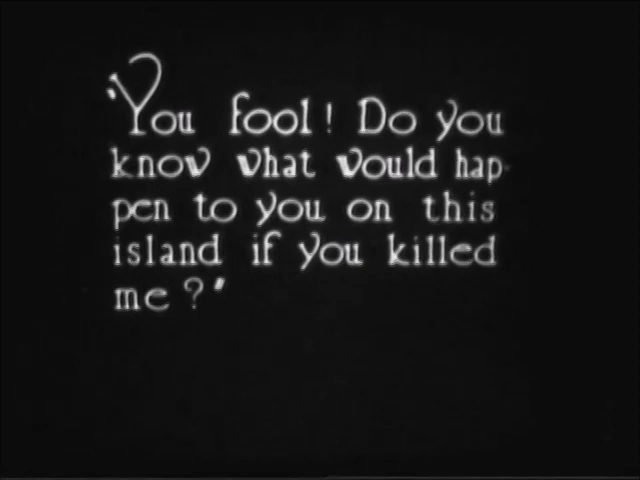 "You fool! Do you
know what would hap-
pen to you on this
island if you killed
me?"